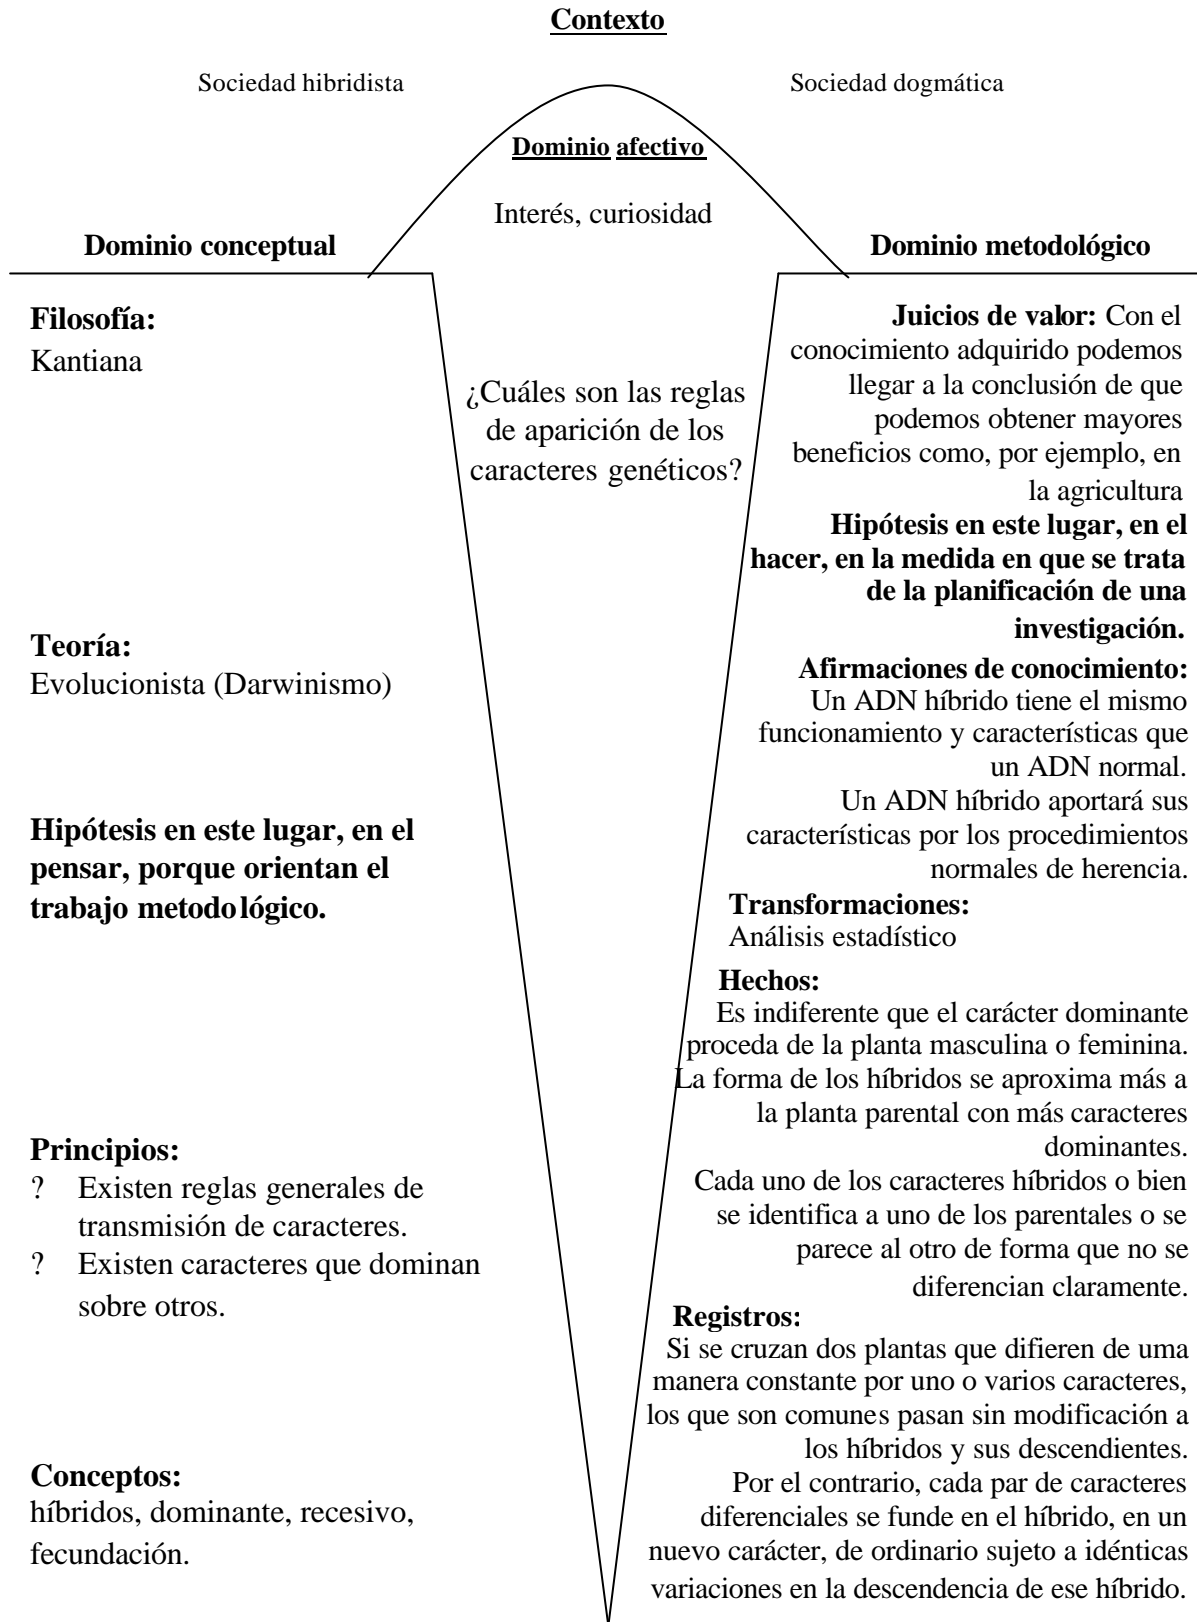 Contexto
Sociedad hibridista
Sociedad dogmática
Dominio afectivo
Interés, curiosidad
Dominio conceptual
Dominio metodológico
Filosofía:
Kantiana
Teoría:
Evolucionista (Darwinismo)
Hipótesis en este lugar, en el
pensar, porque orientan el
trabajo metodológico.
Principios:
? Existen reglas generales de
transmisión de caracteres.
? Existen caracteres que dominan
sobre otros.
Conceptos:
híbridos, dominante, recesivo,
fecundación.
¿Cuáles son las reglas
de aparición de los
caracteres genéticos?
Juicios de valor: Con el
conocimiento adquirido podemos
llegar a la conclusión de que
podemos obtener mayores
beneficios como, por ejemplo, en
la agricultura
Hipótesis en este lugar, en el
hacer, en la medida en que se trata
de la planificación de una
investigación.
Afirmaciones de conocimiento:
Un ADN híbrido tiene el mismo
funcionamiento y características que
un ADN normal.
Un ADN híbrido aportará sus
características por los procedimientos
normales de herencia.
Transformaciones:
Análisis estadístico
Hechos:
Es indiferente que el carácter dominante
proceda de la planta masculina o feminina.
La forma de los híbridos se aproxima más a
la planta parental con más caracteres
dominantes.
Cada uno de los caracteres híbridos o bien
se identifica a uno de los parentales o se
parece al otro de forma que no se
diferencian claramente.
Registros:
Si se cruzan dos plantas que difieren de uma
manera constante por uno o varios caracteres,
los que son comunes pasan sin modificación a
los híbridos y sus descendientes.
Por el contrario, cada par de caracteres
diferenciales se funde en el híbrido, en un
nuevo carácter, de ordinario sujeto a idénticas
variaciones en la descendencia de ese híbrido.